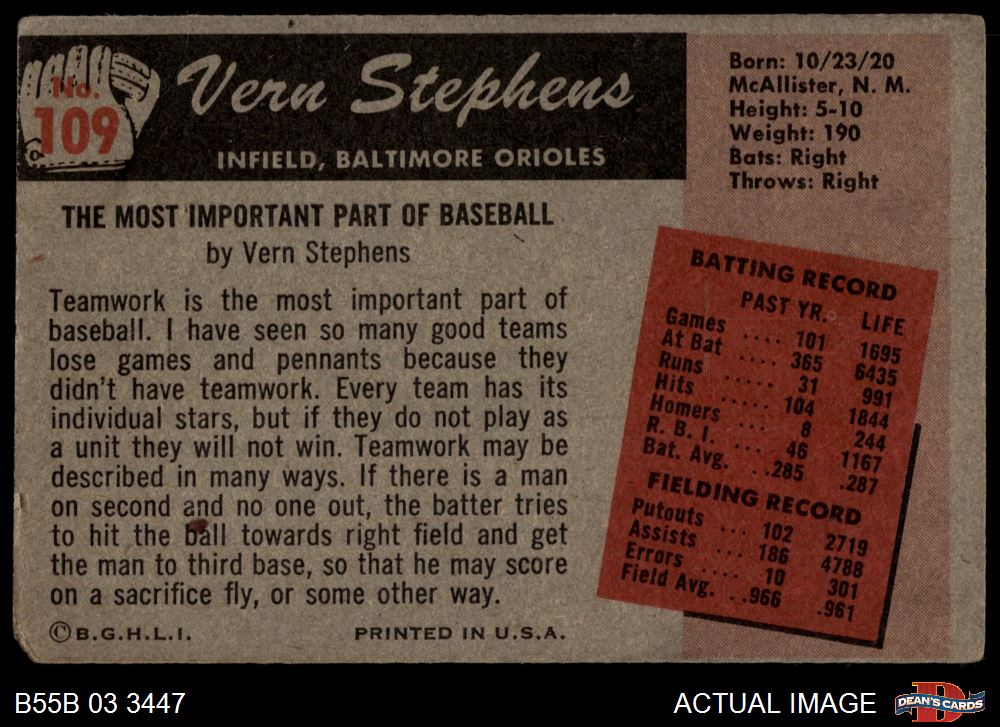 No.
109
Vern Stephens
INFIELD, BALTIMORE ORIOLES
Born: 10/23/20
McAllister, N. M.
Height: 5-10
Weight: 190
Bats: Right
Throws: Right
THE MOST IMPORTANT PART OF BASEBALL
by Vern Stephens
Teamwork is the most important part of
baseball. I have seen so many good teams
lose games and pennants because they
didn't have teamwork. Every team has its
individual stars, but if they do not play as
a unit they will not win. Teamwork may be
described in many ways. If there is a man
on second and no one out, the batter tries
to hit the ball towards right field and get
the man to third base, so that he may score
on a sacrifice fly, or some other way.
©B.G.H.L.I. PRINTED IN U.S.A.
BATTING RECORD
PAST YR. LIFE
Games .... 101 1695
At Bat .... 365 6435
Runs ..... 31 991
Hits ..... 104 1844
Homers ... 8 244
R. B. I. ... 46 1167
Bat. Avg. ..285 .287
FIELDING RECORD
Putouts ... 102 2719
Assists ... 186 4788
Errors .... 10 301
Field Avg. ..966 .961
B55B 03 3447
ACTUAL IMAGE
D
DEAN'S CARDS